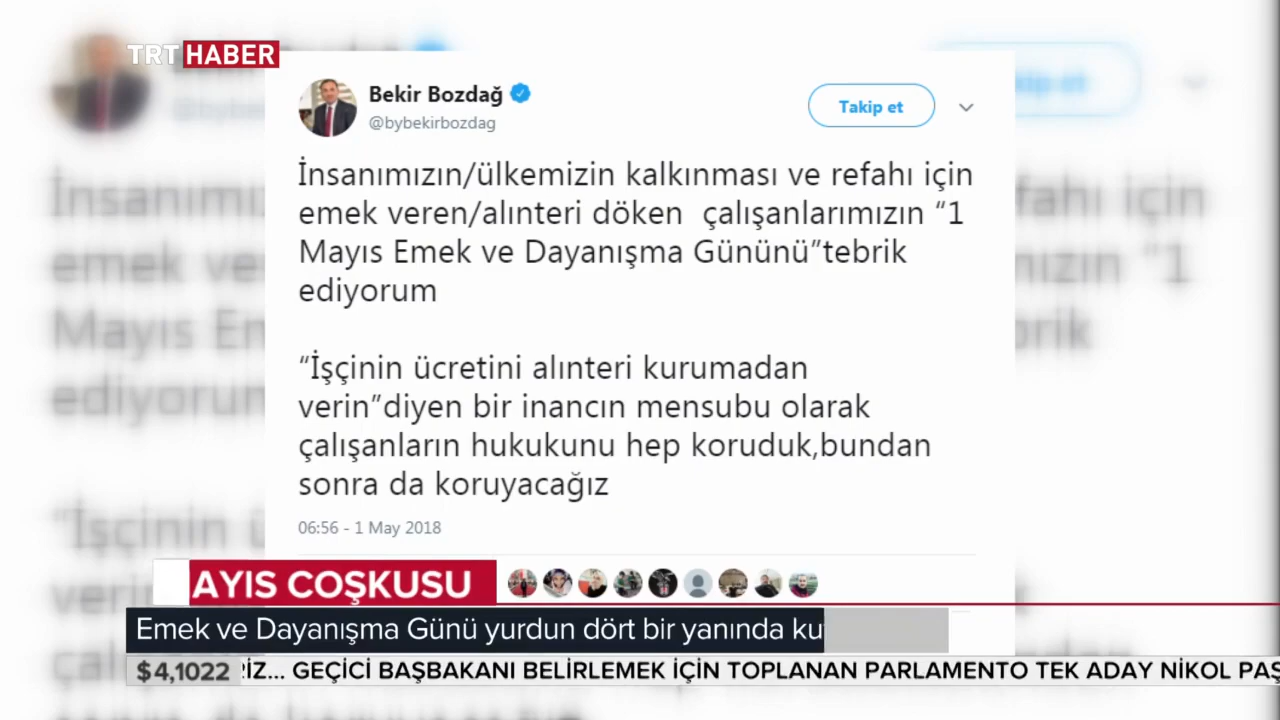 TRT HABER
Bekir Bozdağ
@bybekirbozdag
Takip et
İnsanımızın/ülkemizin kalkınması ve refahı için
emek veren/alınteri döken çalışanlarımızın “1
Mayıs Emek ve Dayanışma Gününü”tebrik
ediyorum
“İşçinin ücretini alınteri kurumadan
verin”diyen bir inancın mensubu olarak
çalışanların hukukunu hep koruduk,bundan
sonra da koruyacağız
06:56 - 1 May 2018
AYIS COŞKUSU
Emek ve Dayanışma Günü yurdun dört bir yanında ku
$4,1022 İZ... GEÇİCİ BAŞBAKANI BELİRLEMEK İÇİN TOPLANAN PARLAMENTO TEK ADAY NİKOL PAŞ